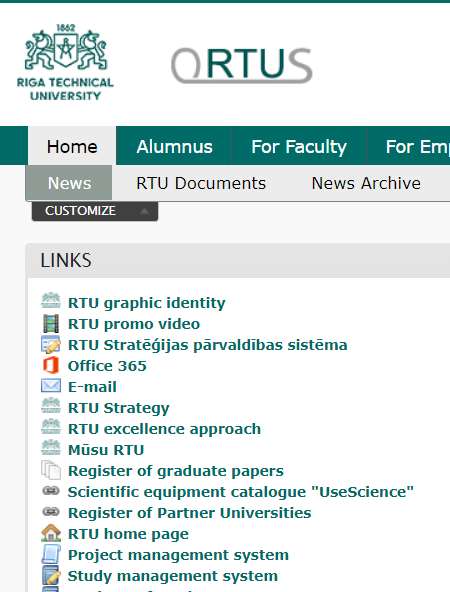 1862
RIGA TECHNICAL
UNIVERSITY
ORTUS
Home Alumnus For Faculty For Emp
News RTU Documents News Archive
CUSTOMIZE
LINKS
RTU graphic identity
RTU promo video
RTU Stratēģijas pārvaldības sistēma
Office 365
E-mail
RTU Strategy
RTU excellence approach
Mūsu RTU
Register of graduate papers
Scientific equipment catalogue "UseScience"
Register of Partner Universities
RTU home page
Project management system
Study management system